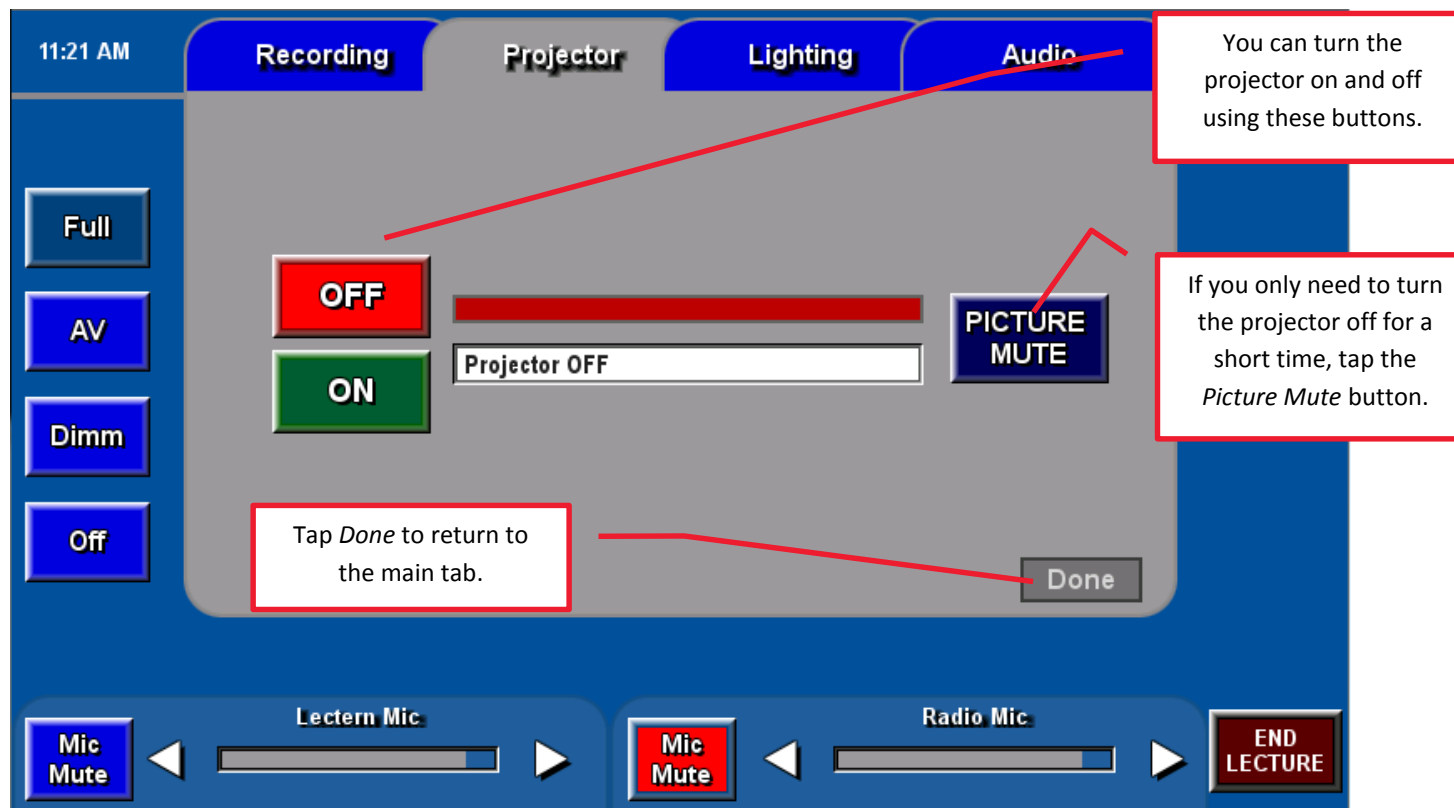 11:21 AM
Recording
Projector
Lighting
Audio
You can turn the
projector on and off
using these buttons.
Full
AV
Dimm
Off
OFF
ON
Projector OFF
PICTURE
MUTE
If you only need to turn
the projector off for a
short time, tap the
Picture Mute button.
Tap Done to return to
the main tab.
Done
Mic
Mute
Lectern Mic
Mic
Mute
Radio Mic
END
LECTURE